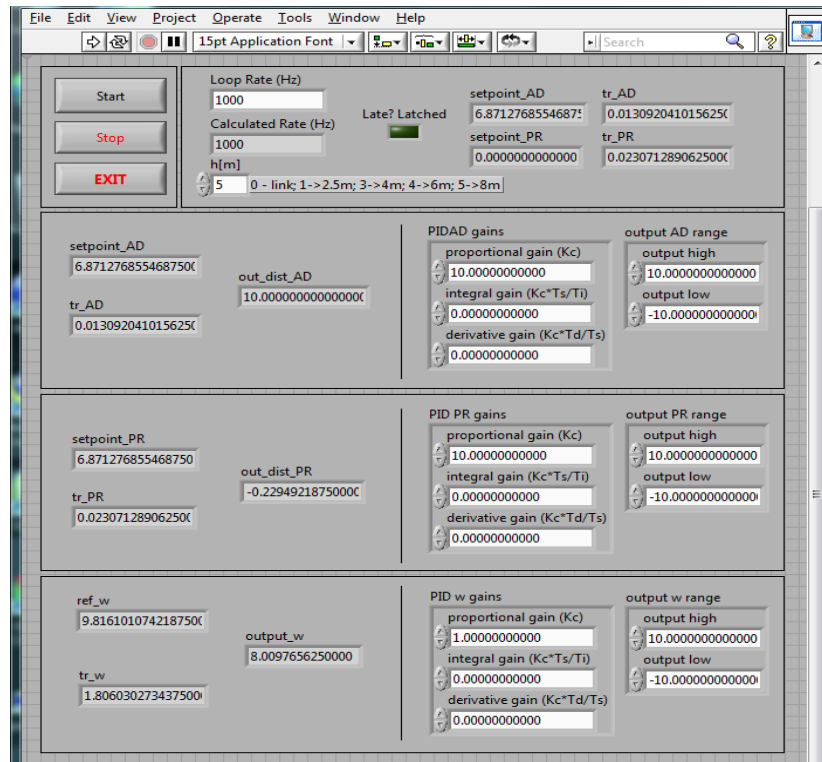 File Edit View Project Operate Tools Window Help
15pt Application Font Search
Start
Stop
EXIT
Loop Rate (Hz)
1000
Calculated Rate (Hz)
1000
h[m]
5 0 - link; 1->2.5m; 3->4m; 4->6m; 5->8m
Late? Latched
setpoint_AD tr_AD
6.87127685546875 0.013092041015625(
setpoint_PR tr_PR
0.0000000000000 0.0230712890625000
setpoint_AD
6.871276855468750(
tr_AD
0.013092041015625(
out_dist_AD
10.00000000000000(
PIDAD gains
proportional gain (Kc)
10.00000000000
integral gain (Kc*Ts/Ti)
0.00000000000
derivative gain (Kc*Td/Ts)
0.00000000000
output AD range
output high
10.0000000000000
output low
-10.000000000000
setpoint_PR
6.871276855468750
tr_PR
0.02307128906250(
out_dist_PR
-0.2294921875000(
PID PR gains
proportional gain (Kc)
10.00000000000
integral gain (Kc*Ts/Ti)
0.00000000000
derivative gain (Kc*Td/Ts)
0.00000000000
output PR range
output high
10.0000000000000
output low
-10.000000000000
ref_w
9.816101074218750(
tr_w
1.806030273437500
output_w
8.0097656250000
PID w gains
proportional gain (Kc)
1.00000000000
integral gain (Kc*Ts/Ti)
0.00000000000
derivative gain (Kc*Td/Ts)
0.00000000000
output w range
output high
10.0000000000000
output low
-10.000000000000